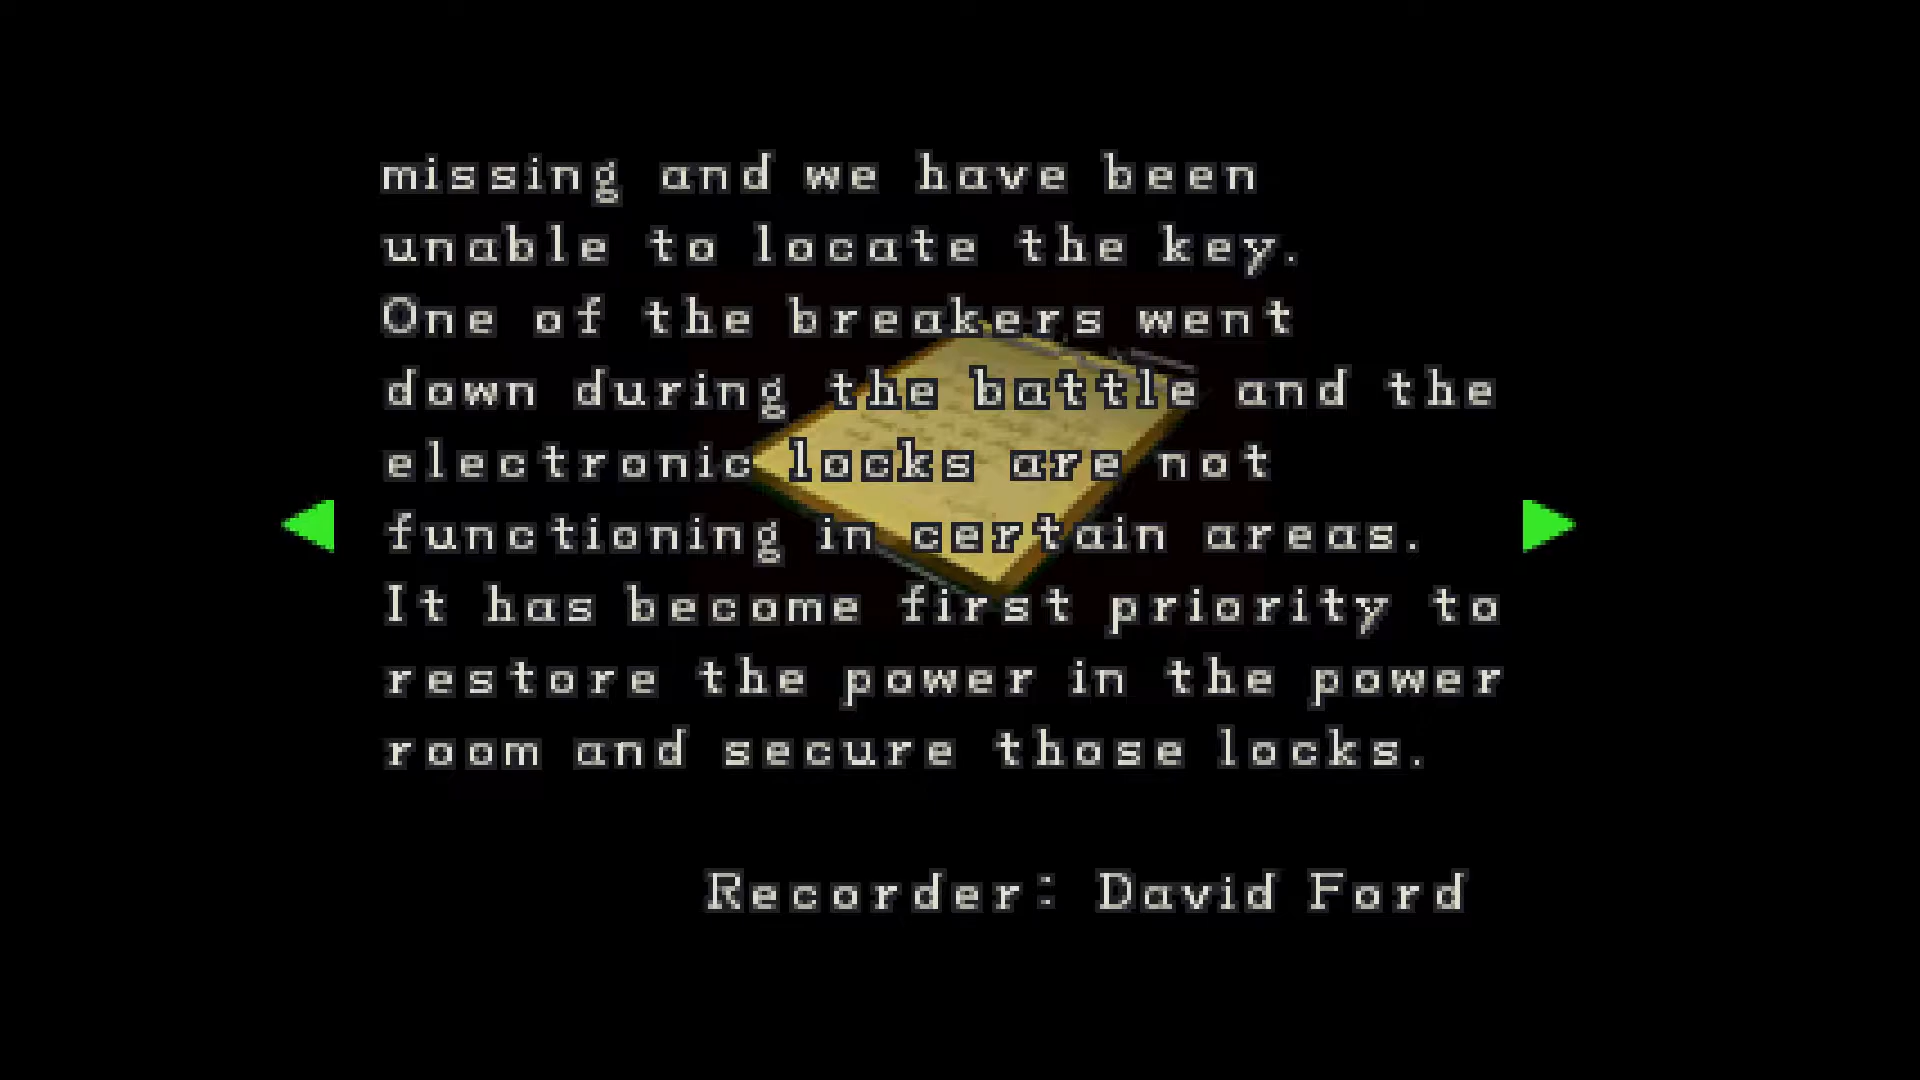 missing and we have been
unable to locate the key.
One of the breakers went
down during the battle and the
electronic locks are not
functioning in certain areas.
It has become first priority to
restore the power in the power
room and secure those locks.
Recorder: David Ford